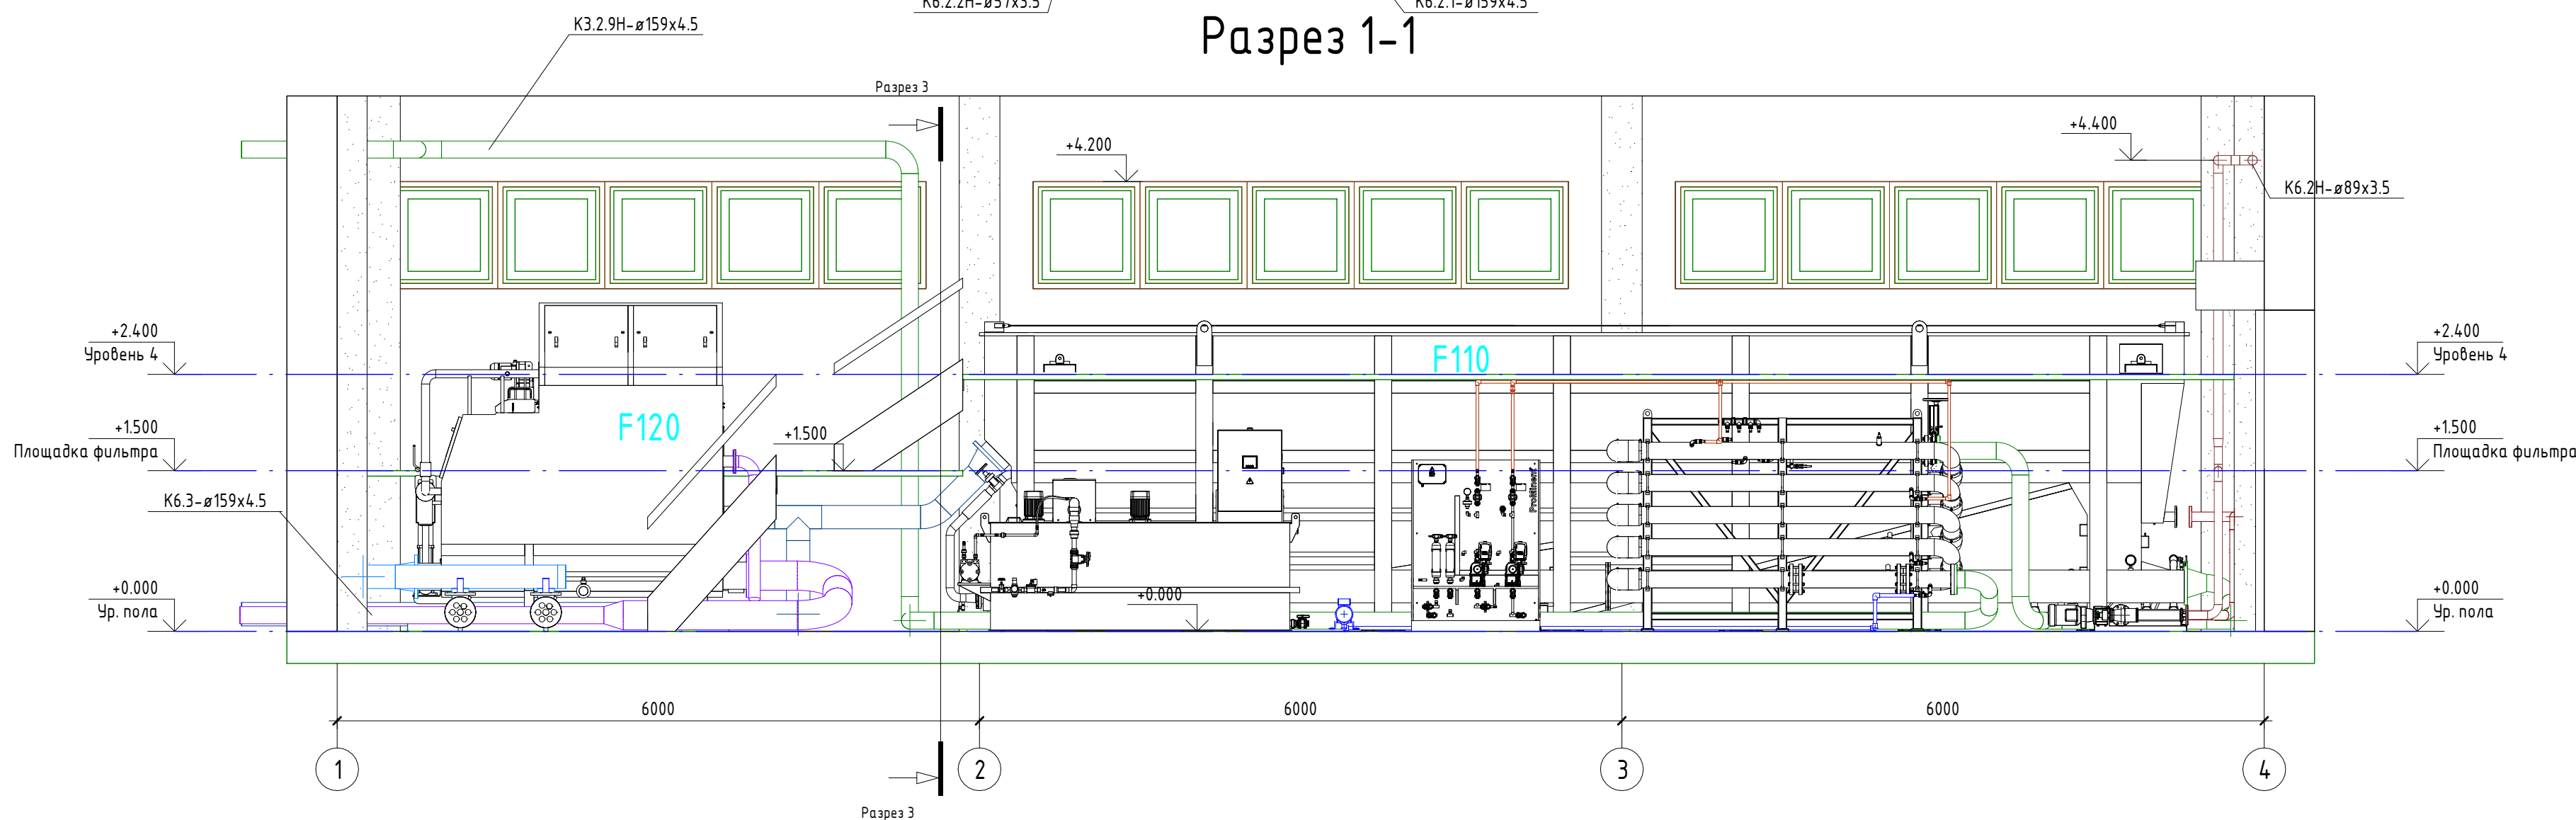 К6.2.2Н-ø57х3.5
К6.2.1-ø159х4.5
К3.2.9Н-ø159х4.5
Разрез 1-1
Разрез 3
+4.200
+4.400
К6.2Н-ø89х3.5
+2.400
Уровень 4
F110
+2.400
Уровень 4
F120
+1.500
Площадка фильтра
+1.500
+1.500
Площадка фильтра
К6.3-ø159х4.5
ProMinent
+0.000
Ур. пола
+0.000
+0.000
Ур. пола
6000
6000
6000
1
2
3
4
Разрез 3